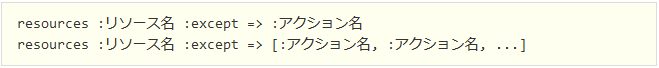 resources :リソース名 :except => :アクション名
resources :リソース名 :except => [:アクション名, :アクション名, ...]